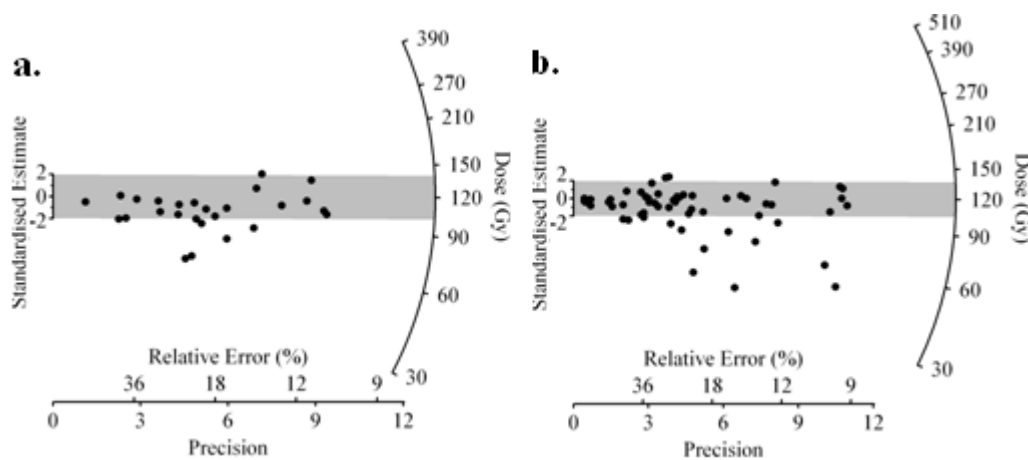 a.
Standardised Estimate
2
0
-2
390
270
210
150
120
90
60
30
Dose (Gy)
Relative Error (%)
36 18 12 9
0 3 6 9 12
Precision
b.
Standardised Estimate
2
0
-2
510
390
270
210
150
120
90
60
30
Dose (Gy)
Relative Error (%)
36 18 12 9
0 3 6 9 12
Precision